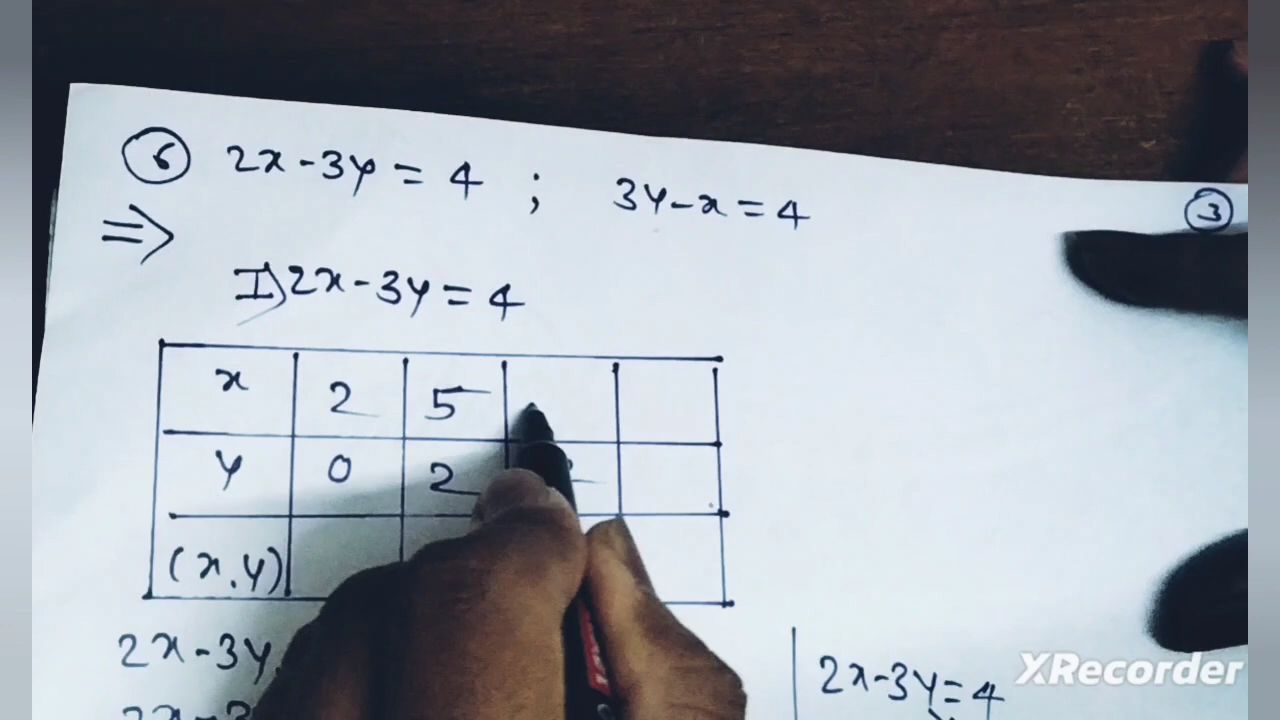 ⑥ 2x - 3y = 4 ; 3y - x = 4
③
⇒
I) 2x - 3y = 4
x 2 5
y 0 2
(x, y)
2x - 3y
2x - 3y = 4
XRecorder